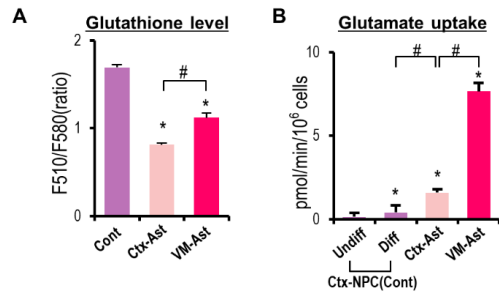 A
Glutathione level
F510/F580(ratio)
2
1
0
#
*
*
Cont
Ctx-Ast
VM-Ast
B
Glutamate uptake
pmol/min/10⁶ cells
10
5
0
#
#
*
*
*
Undiff
Diff
Ctx-Ast
VM-Ast
Ctx-NPC(Cont)